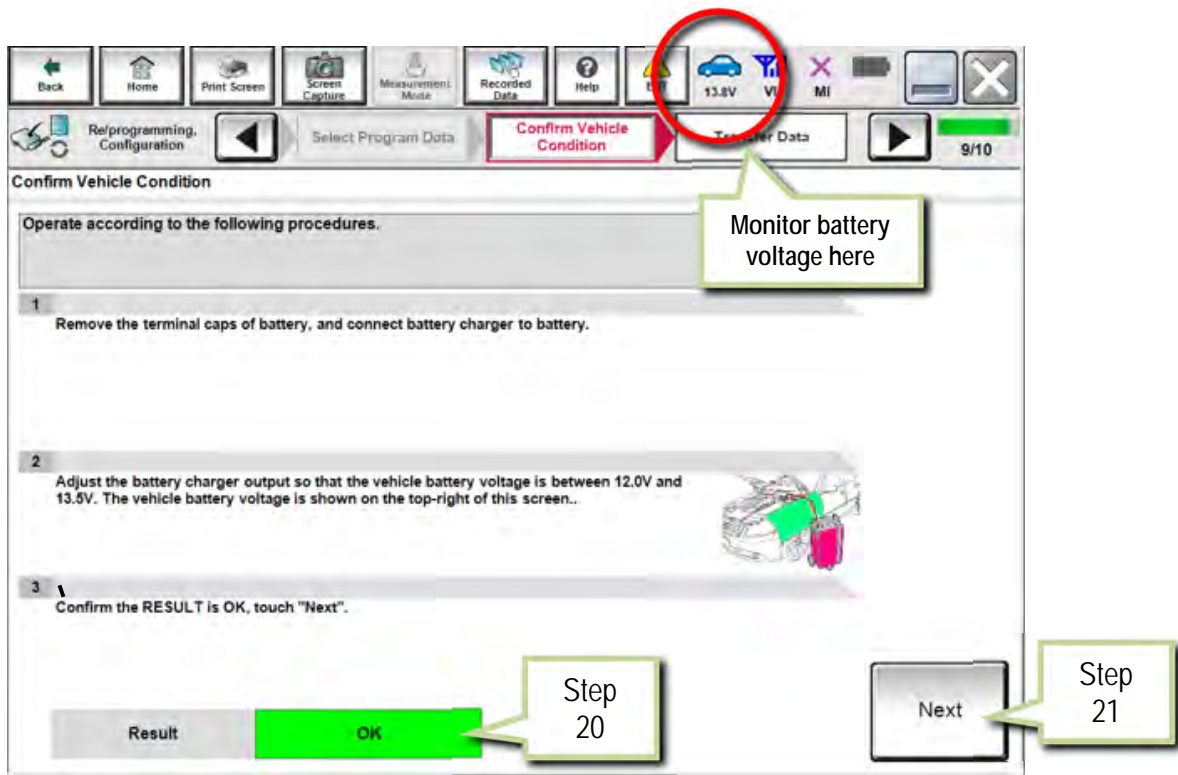 Back
Home
Print Screen
Screen
Capture
Measurement
Mode
Recorded
Data
Help
13.8V
VI
MI
Re/programming,
Configuration
Select Program Data
Confirm Vehicle
Condition
Transfer Data
9/10
Confirm Vehicle Condition
Operate according to the following procedures.
Monitor battery
voltage here
1
Remove the terminal caps of battery, and connect battery charger to battery.
2
Adjust the battery charger output so that the vehicle battery voltage is between 12.0V and
13.5V. The vehicle battery voltage is shown on the top-right of this screen..
3
Confirm the RESULT is OK, touch "Next".
Result
OK
Step
20
Next
Step
21